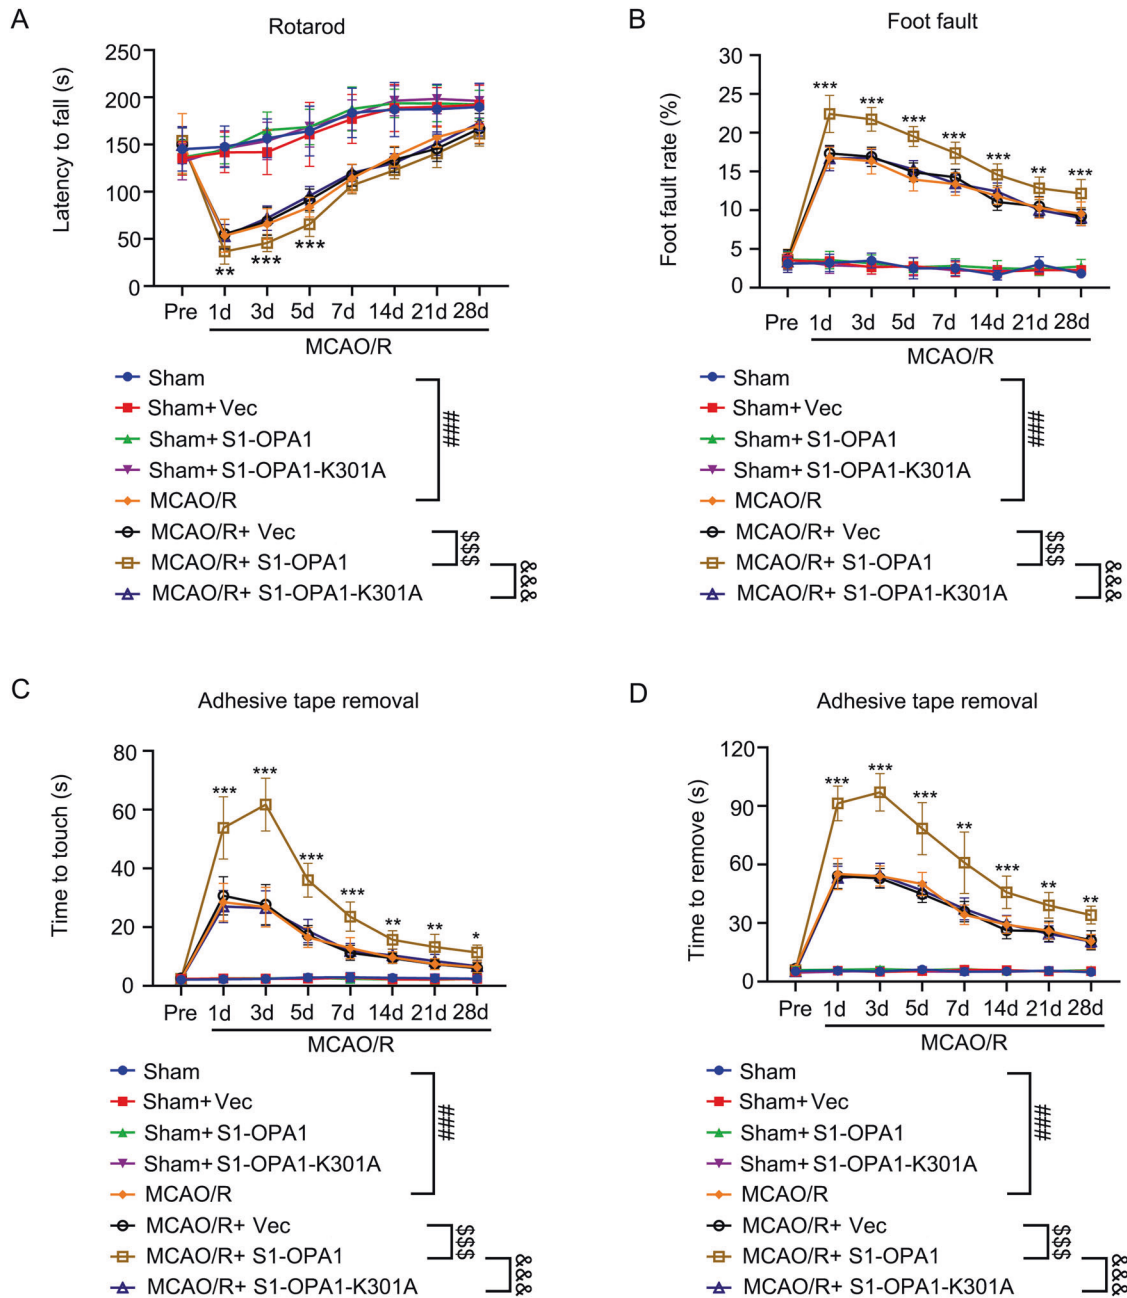 A
Rotarod
Latency to fall (s)
250
200
150
100
50
0
** *** ***
Pre 1d 3d 5d 7d 14d 21d 28d
MCAO/R
Sham
Sham+Vec
Sham+S1-OPA1
Sham+S1-OPA1-K301A
MCAO/R
MCAO/R+ Vec
MCAO/R+ S1-OPA1
MCAO/R+ S1-OPA1-K301A
###
$$$
&&&
B
Foot fault
Foot fault rate (%)
30
25
20
15
10
5
0
*** *** *** *** *** ** ***
Pre 1d 3d 5d 7d 14d 21d 28d
MCAO/R
Sham
Sham+Vec
Sham+S1-OPA1
Sham+S1-OPA1-K301A
MCAO/R
MCAO/R+ Vec
MCAO/R+ S1-OPA1
MCAO/R+ S1-OPA1-K301A
###
$$$
&&&
C
Adhesive tape removal
Time to touch (s)
80
60
40
20
0
*** *** *** *** ** ** *
Pre 1d 3d 5d 7d 14d 21d 28d
MCAO/R
Sham
Sham+Vec
Sham+S1-OPA1
Sham+S1-OPA1-K301A
MCAO/R
MCAO/R+ Vec
MCAO/R+ S1-OPA1
MCAO/R+ S1-OPA1-K301A
###
$$$
&&&
D
Adhesive tape removal
Time to remove (s)
120
90
60
30
0
*** *** *** ** *** ** **
Pre 1d 3d 5d 7d 14d 21d 28d
MCAO/R
Sham
Sham+Vec
Sham+S1-OPA1
Sham+S1-OPA1-K301A
MCAO/R
MCAO/R+ Vec
MCAO/R+ S1-OPA1
MCAO/R+ S1-OPA1-K301A
###
$$$
&&&